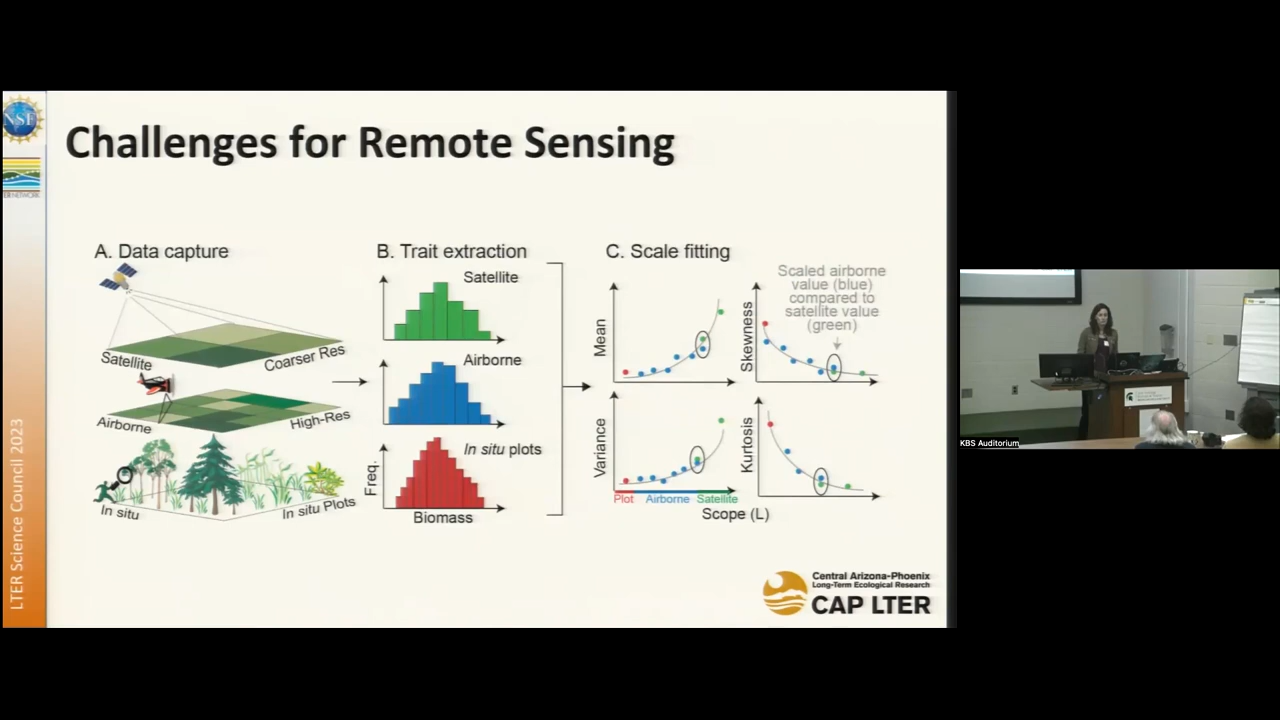 NSF
LTER Science Council 2023
Challenges for Remote Sensing
A. Data capture
Satellite
Coarser Res
Airborne
High-Res
In situ
In situ Plots
B. Trait extraction
Satellite
Airborne
In situ plots
Freq.
Biomass
C. Scale fitting
Scaled airborne
value (blue)
compared to
satellite value
(green)
Mean
Skewness
Variance
Kurtosis
Plot
Airborne
Satellite
Scope (L)
Central Arizona-Phoenix
Long-Term Ecological Research
CAP LTER
KBS Auditorium